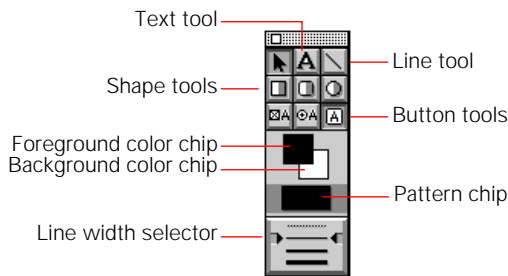 Text tool
A
Line tool
Shape tools
A A A
Button tools
Foreground color chip
Background color chip
Pattern chip
Line width selector